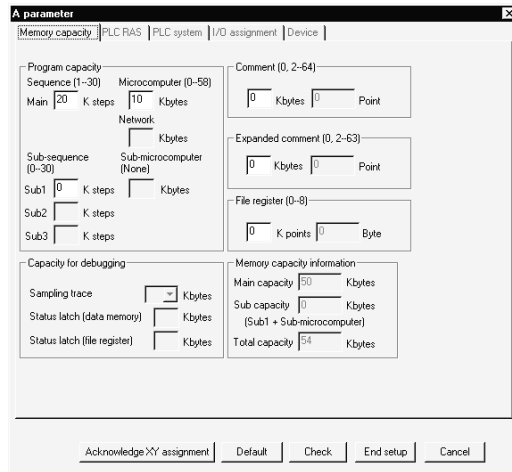 A parameter
Memory capacity PLC RAS PLC system I/O assignment Device
Program capacity
Sequence (1--30) Microcomputer (0--58)
Main 20 K steps 10 Kbytes
Network
Kbytes
Sub-sequence (0--30) Sub-microcomputer (None)
Sub1 0 K steps Kbytes
Sub2 K steps
Sub3 K steps
Comment (0, 2--64)
0 Kbytes 0 Point
Expanded comment (0, 2--63)
0 Kbytes 0 Point
File register (0--8)
0 K points 0 Byte
Capacity for debugging
Sampling trace Kbytes
Status latch (data memory) Kbytes
Status latch (file register) Kbytes
Memory capacity information
Main capacity 50 Kbytes
Sub capacity 0 Kbytes
(Sub1 + Sub-microcomputer)
Total capacity 54 Kbytes
Acknowledge XY assignment Default Check End setup Cancel